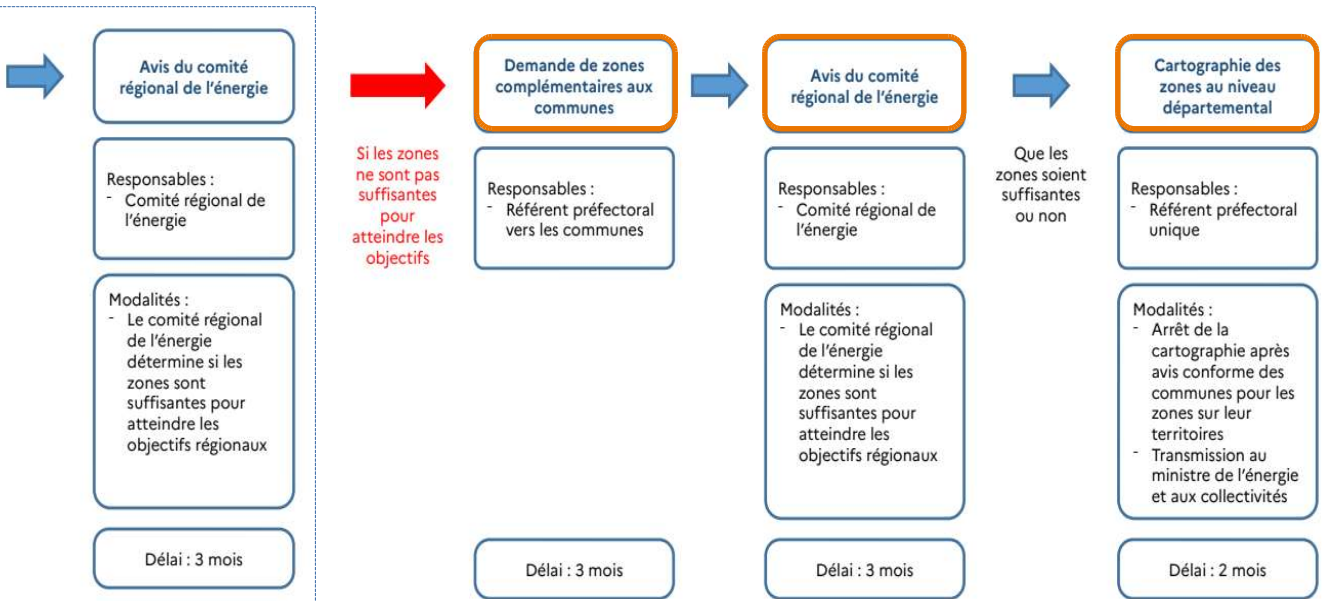 Avis du comité
régional de l'énergie
Responsables :
- Comité régional de
l'énergie
Modalités :
- Le comité régional
de l'énergie
détermine si les
zones sont
suffisantes pour
atteindre les
objectifs régionaux
Délai : 3 mois
Si les zones
ne sont pas
suffisantes
pour
atteindre les
objectifs
Demande de zones
complémentaires aux
communes
Responsables :
- Référent préfectoral
vers les communes
Délai : 3 mois
Avis du comité
régional de l'énergie
Responsables :
- Comité régional de
l'énergie
Modalités :
- Le comité régional
de l'énergie
détermine si les
zones sont
suffisantes pour
atteindre les
objectifs régionaux
Délai : 3 mois
Que les
zones soient
suffisantes
ou non
Cartographie des
zones au niveau
départemental
Responsables :
- Référent préfectoral
unique
Modalités :
- Arrêt de la
cartographie après
avis conforme des
communes pour les
zones sur leur
territoires
- Transmission au
ministre de l'énergie
et aux collectivités
Délai : 2 mois